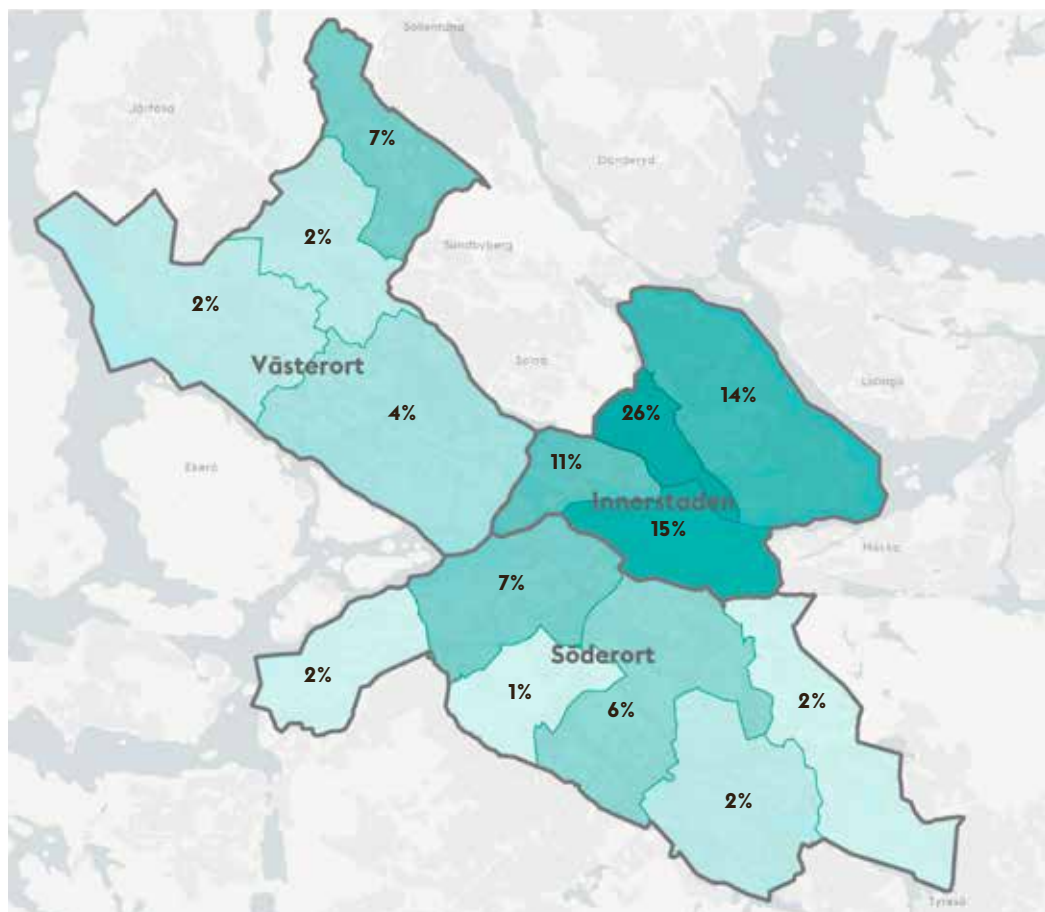 Sollentuna
Järfälla
7%
Danderyd
2%
Sundbyberg
2%
Västerort
Solna
14%
Lidingö
4%
26%
11%
Ekerö
Innerstaden
15%
Nacka
7%
Söderort
2%
1%
2%
6%
2%
Tyresö